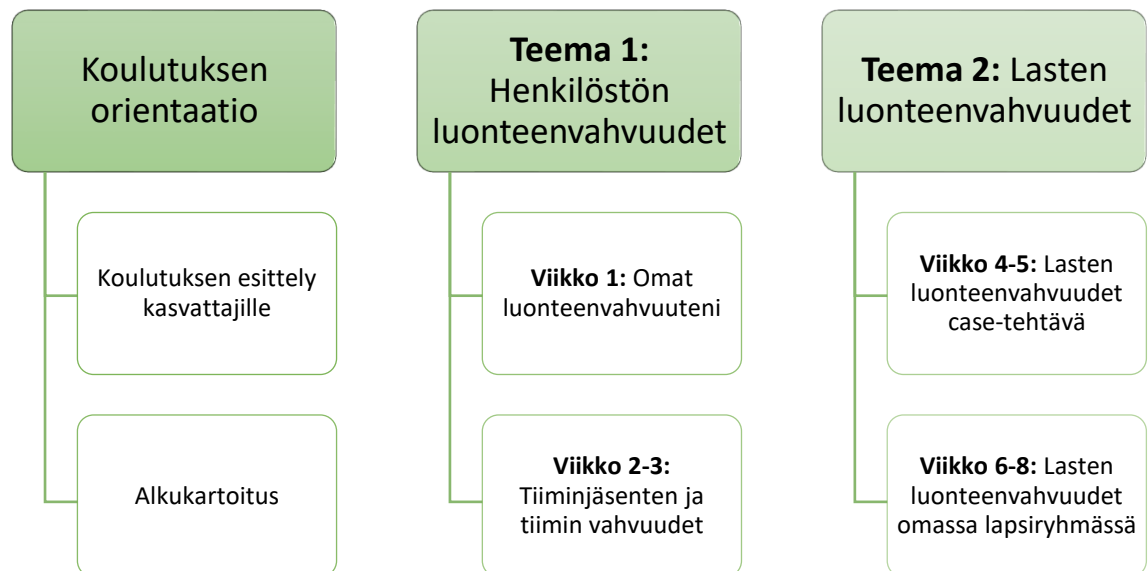 Koulutuksen
orientaatio
Koulutuksen esittely
kasvattajille
Alkukartoitus
Teema 1:
Henkilöstön
luonteenvahvuudet
Viikko 1: Omat
luonteenvahvuuteni
Viikko 2-3:
Tiiminjäsenten ja
tiimin vahvuudet
Teema 2: Lasten
luonteenvahvuudet
Viikko 4-5: Lasten
luonteenvahvuudet
case-tehtävä
Viikko 6-8: Lasten
luonteenvahvuudet
omassa lapsiryhmässä